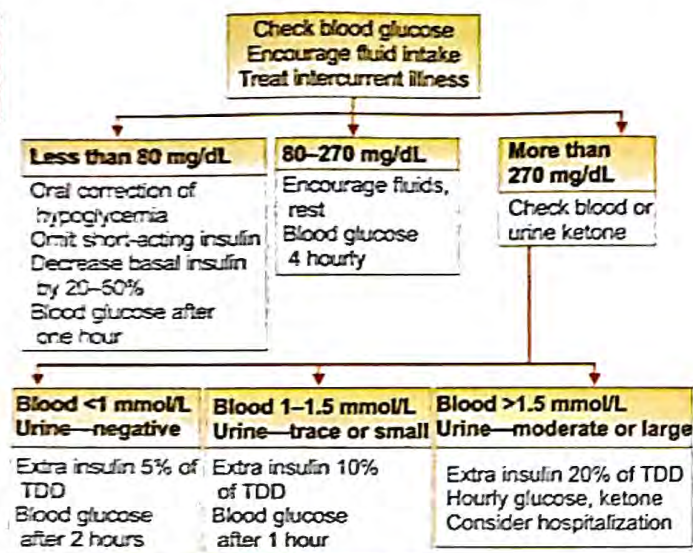 Check blood glucose
Encourage fluid intake
Treat intercurrent illness
Less than 80 mg/dL
Oral correction of
hypoglycemia
Omit short-acting insulin
Decrease basal insulin
by 20–50%
Blood glucose after
one hour
80–270 mg/dL
Encourage fluids,
rest
Blood glucose
4 hourly
More than
270 mg/dL
Check blood or
urine ketone
Blood <1 mmol/L
Urine—negative
Extra insulin 5% of
TDD
Blood glucose
after 2 hours
Blood 1–1.5 mmol/L
Urine—trace or small
Extra insulin 10%
of TDD
Blood glucose
after 1 hour
Blood >1.5 mmol/L
Urine—moderate or large
Extra insulin 20% of TDD
Hourly glucose, ketone
Consider hospitalization